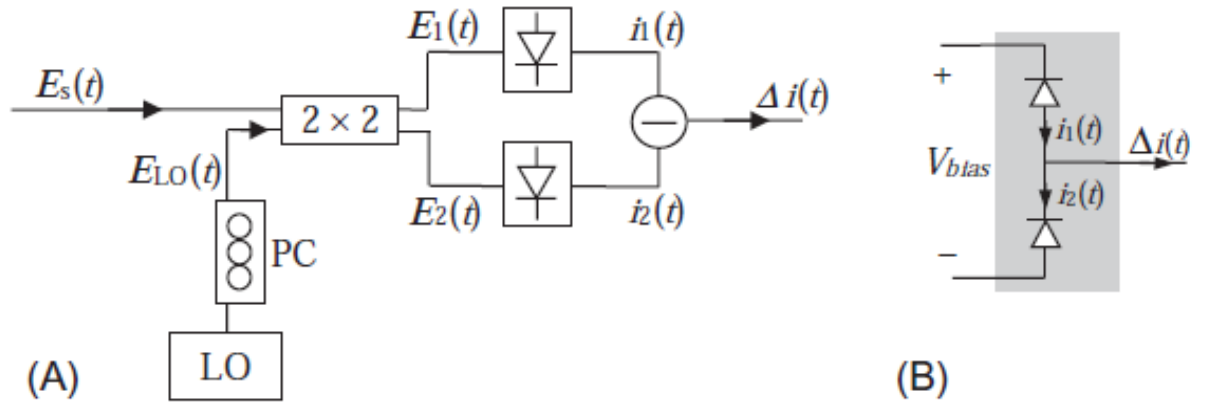 Es(t)
E1(t)
i1(t)
2 × 2
Δ i(t)
ELO(t)
E2(t)
i2(t)
PC
LO
(A)
+
i1(t)
Δi(t)
Vbias
i2(t)
−
(B)
−